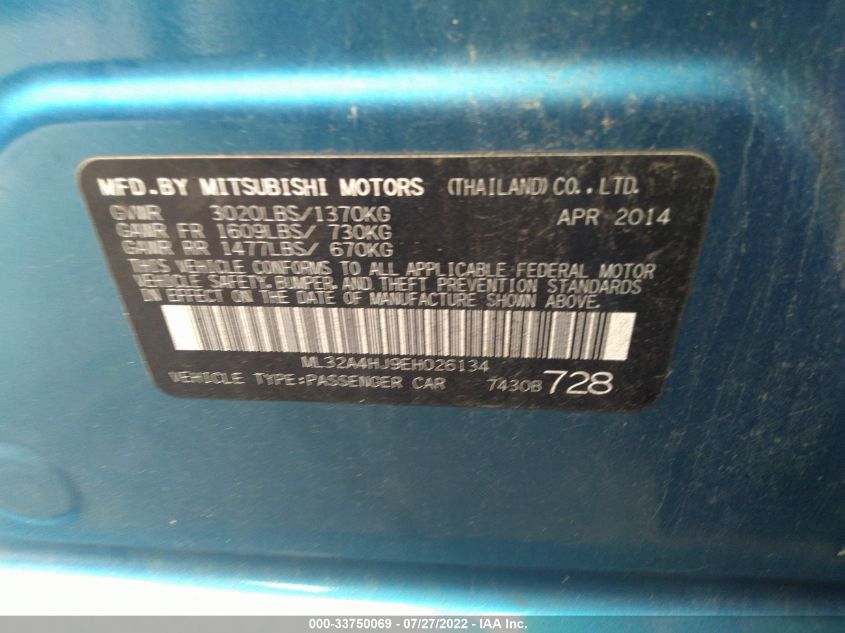 MFD.BY MITSUBISHI MOTORS (THAILAND)CO.,LTD.
GVWR 3020LBS/1370KG APR 2014
GAWR FR 1609LBS/ 730KG
GAWR RR 1477LBS/ 670KG
THIS VEHICLE CONFORMS TO ALL APPLICABLE FEDERAL MOTOR
VEHICLE SAFETY, BUMPER, AND THEFT PREVENTION STANDARDS
IN EFFECT ON THE DATE OF MANUFACTURE SHOWN ABOVE.
ML32A4HJ9EH026134
VEHICLE TYPE:PASSENGER CAR 7430B 728
000-33750069 - 07/27/2022 - IAA Inc.